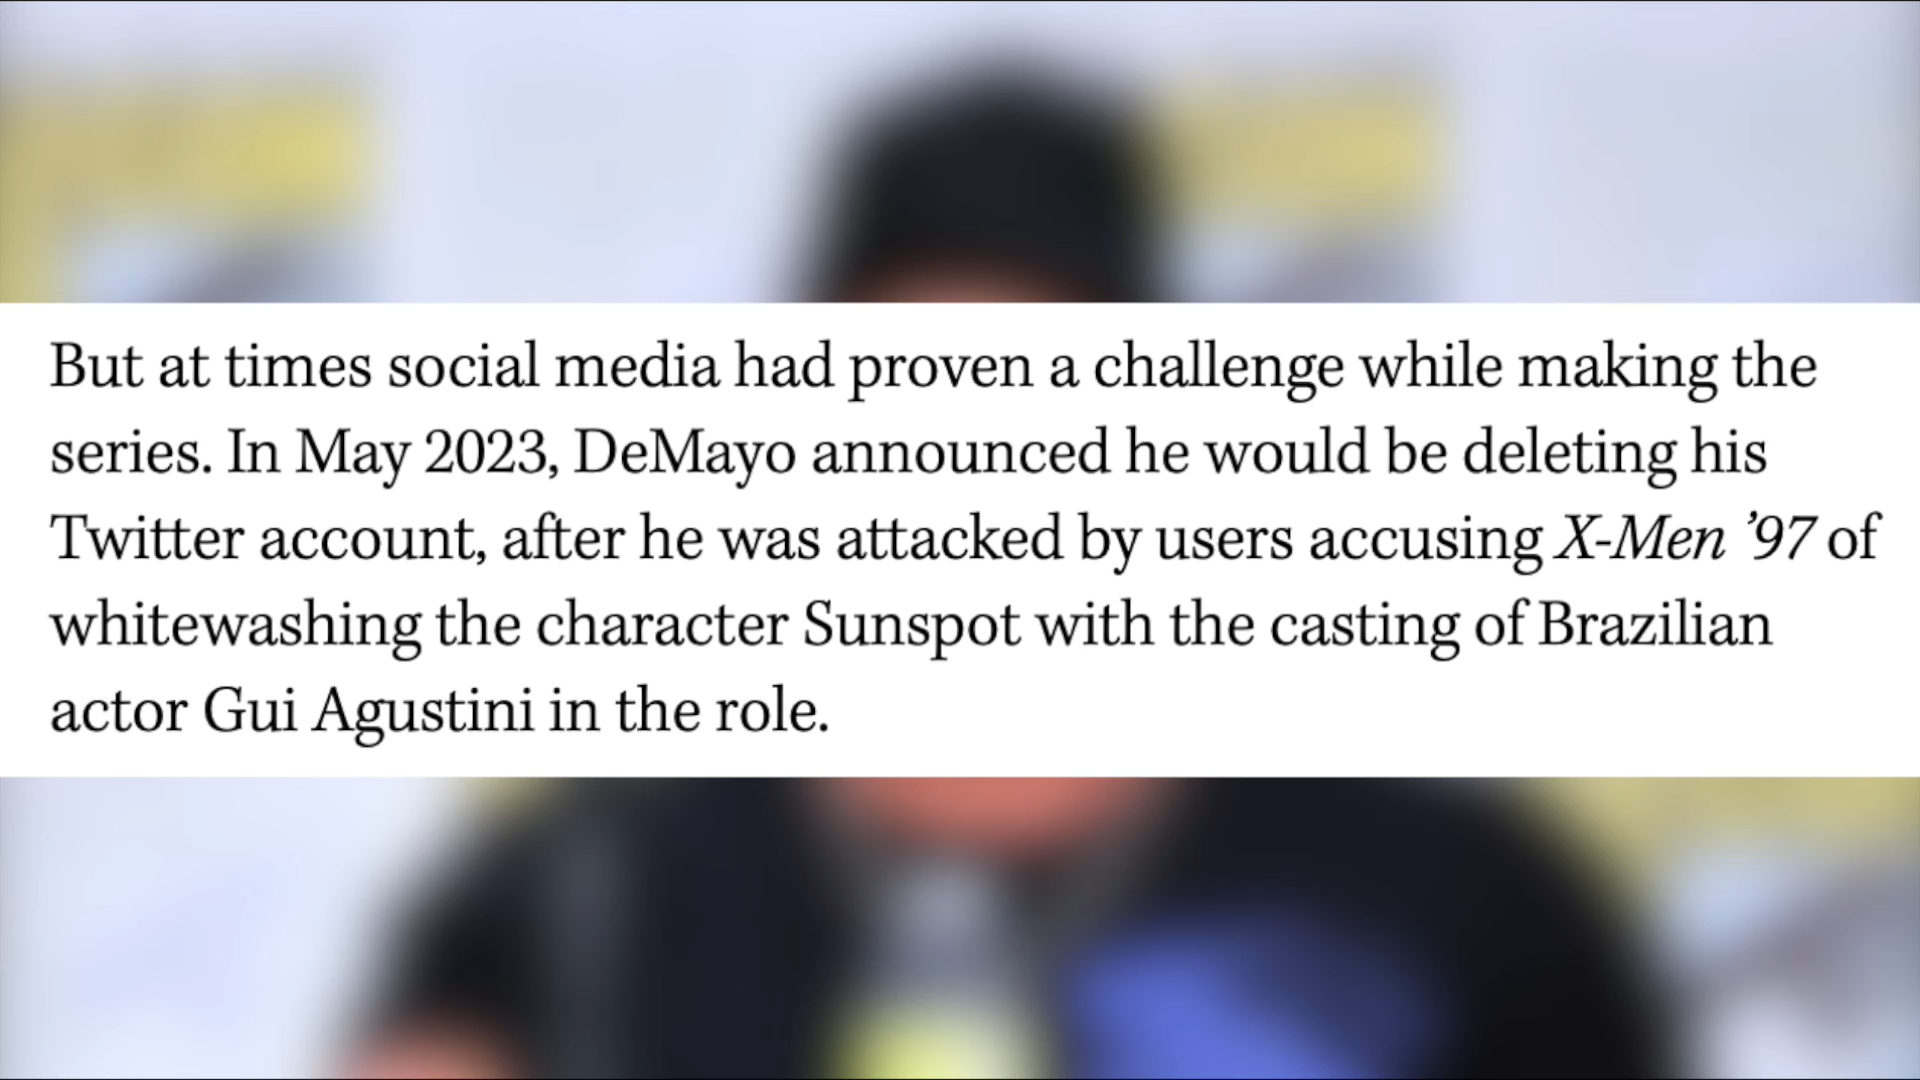 But at times social media had proven a challenge while making the
series. In May 2023, DeMayo announced he would be deleting his
Twitter account, after he was attacked by users accusing X-Men ’97 of
whitewashing the character Sunspot with the casting of Brazilian
actor Gui Agustini in the role.